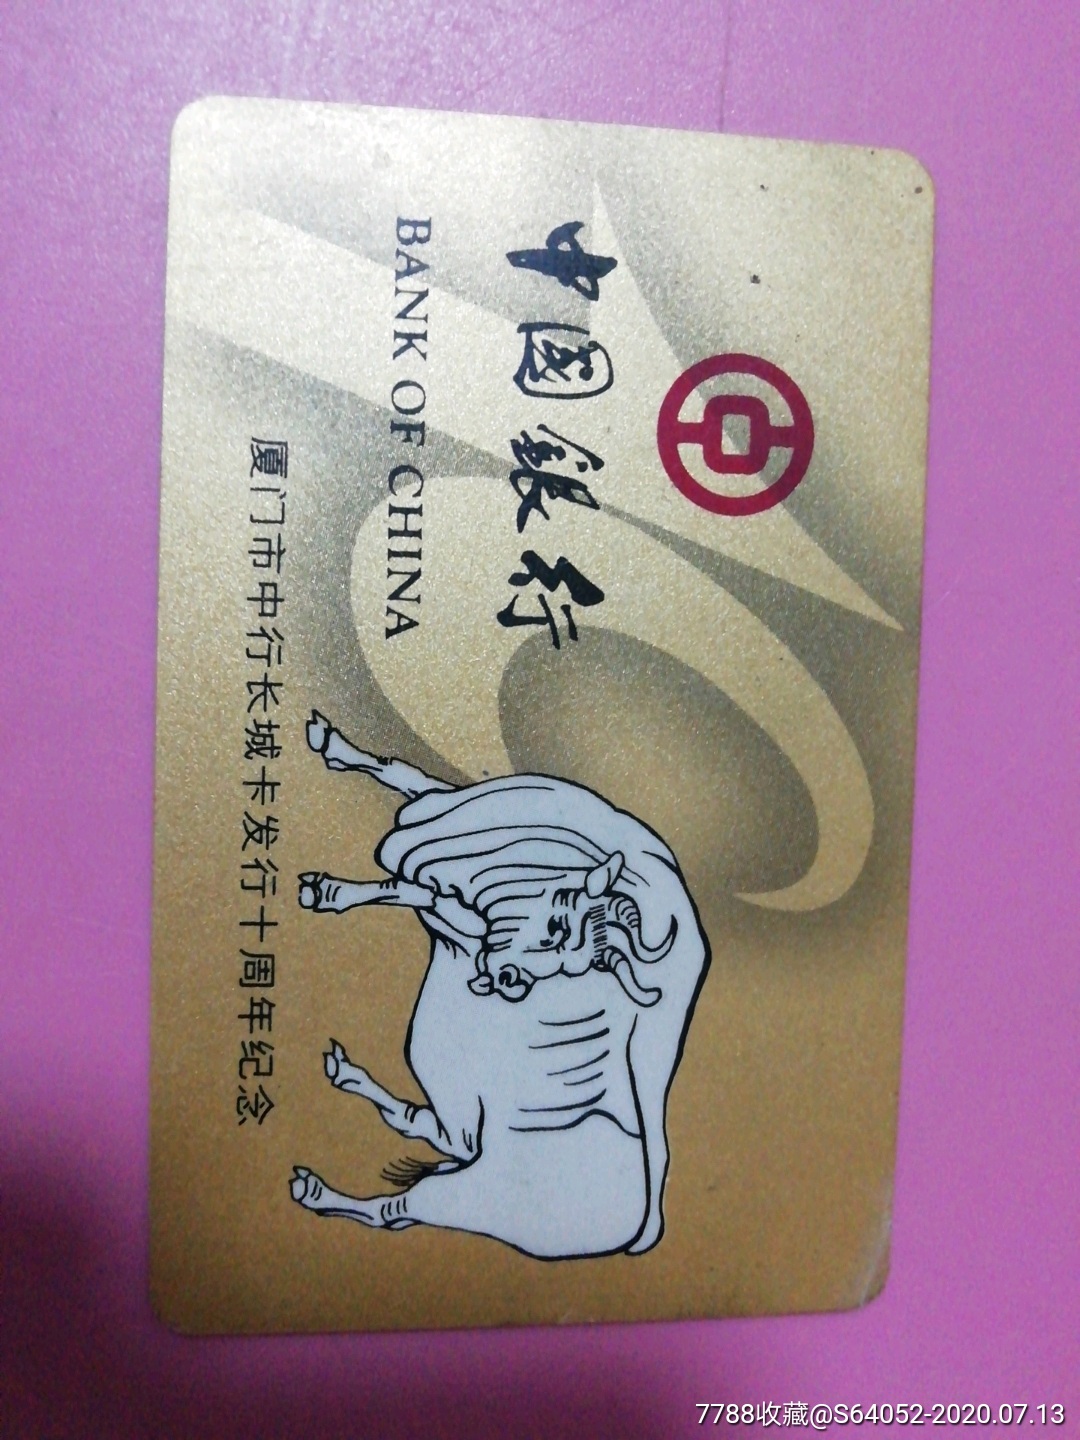 中國銀行
BANK OF CHINA
厦门市中行长城卡发行十周年纪念
7788收藏@S64052-2020.07.13